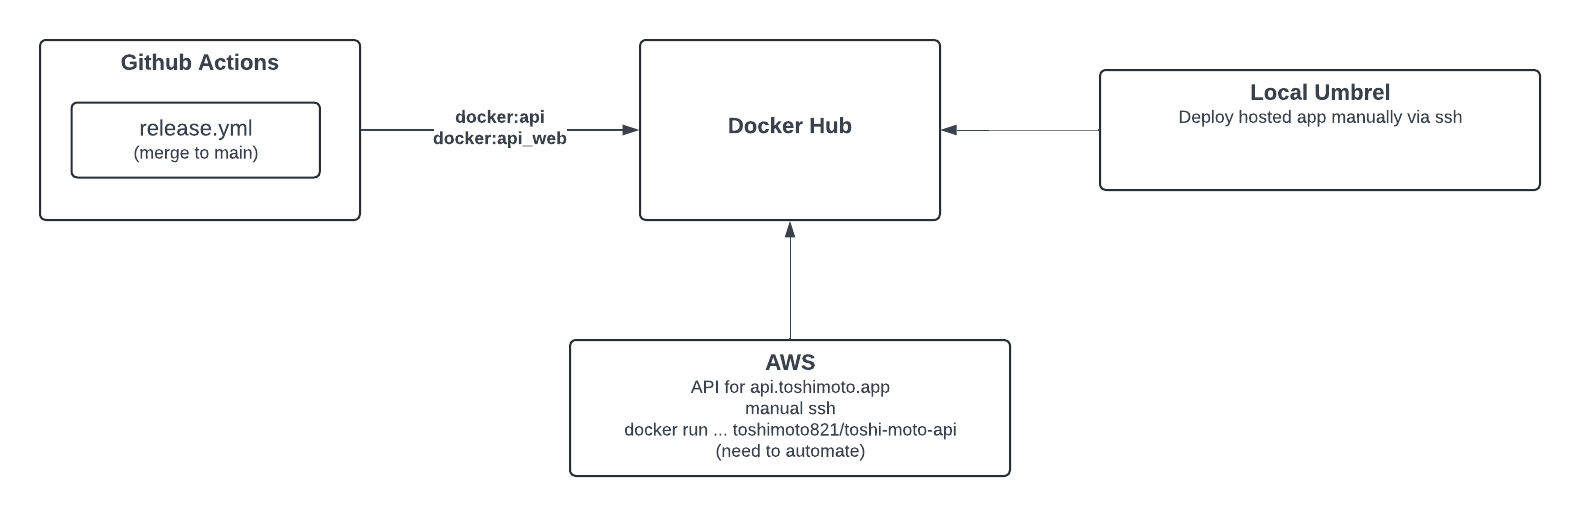 Github Actions
release.yml
(merge to main)
docker:api
docker:api_web
Docker Hub
Local Umbrel
Deploy hosted app manually via ssh
AWS
API for api.toshimoto.app
manual ssh
docker run ... toshimoto821/toshi-moto-api
(need to automate)